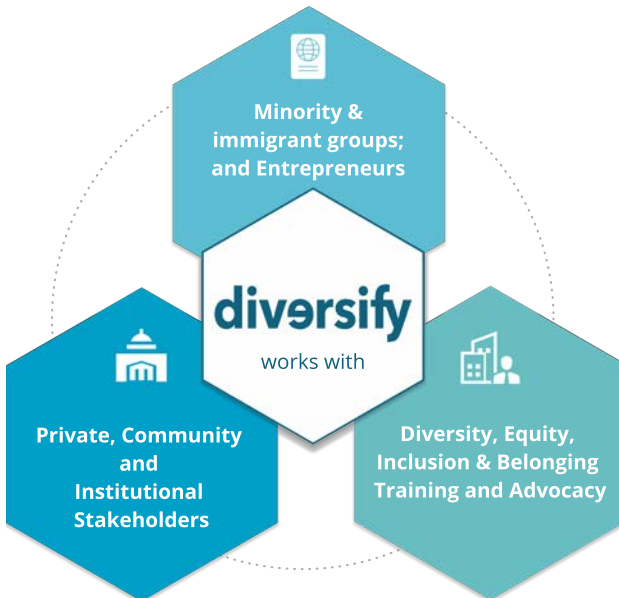 Minority &
immigrant groups;
and Entrepreneurs
diversify
works with
Private, Community
and
Institutional
Stakeholders
Diversity, Equity,
Inclusion & Belonging
Training and Advocacy